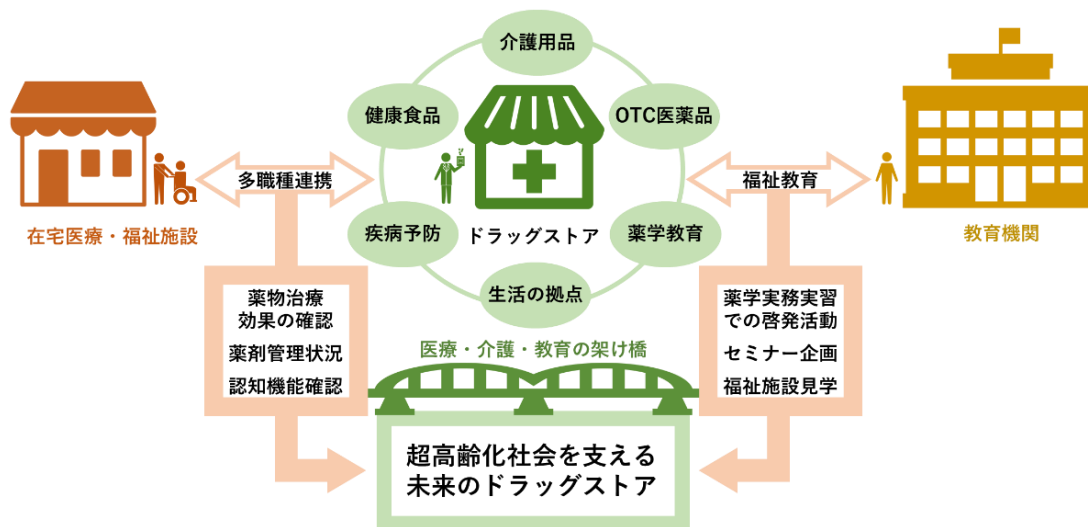 介護用品
健康食品
OTC医薬品
多職種連携
福祉教育
在宅医療・福祉施設
疾病予防
ドラッグストア
薬学教育
教育機関
生活の拠点
薬物治療
効果の確認
薬剤管理状況
認知機能確認
薬学実務実習
での啓発活動
セミナー企画
福祉施設見学
医療・介護・教育の架け橋
超高齢化社会を支える
未来のドラッグストア